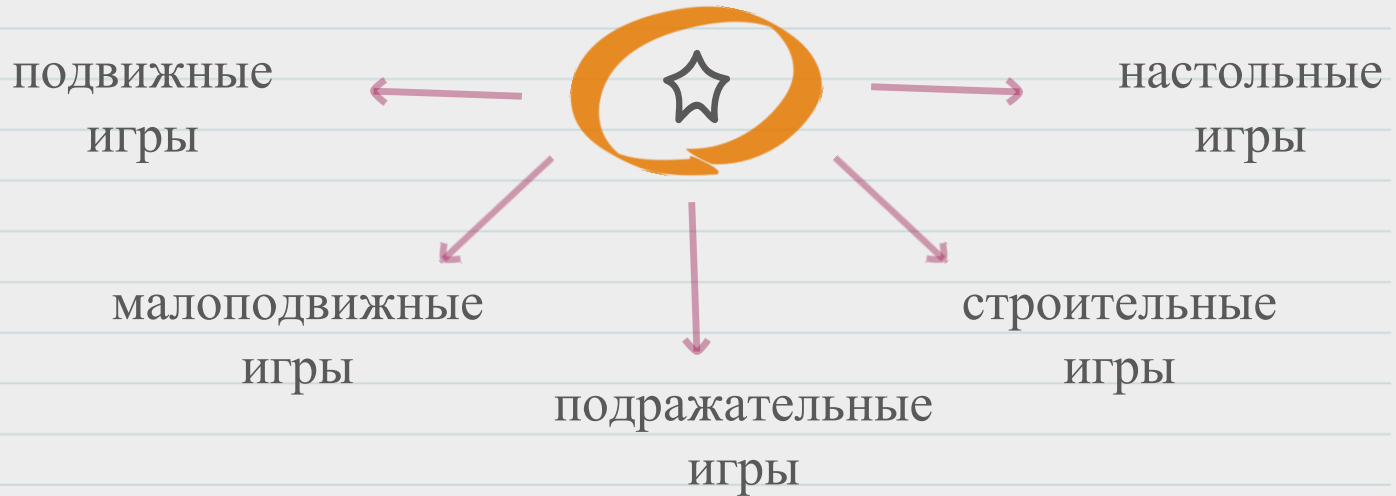 подвижные
игры
настольные
игры
малоподвижные
игры
строительные
игры
подражательные
игры